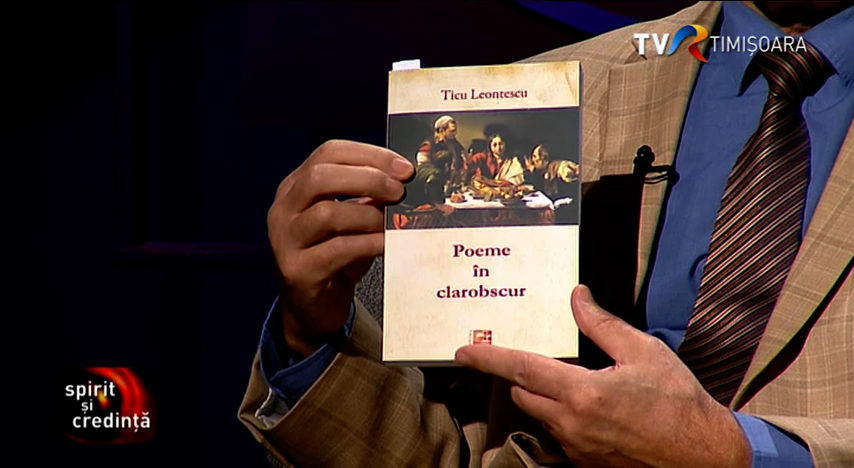 TVR TIMIȘOARA
Ticu Leontescu
Poeme
în
clarobscur
spirit
și
credință